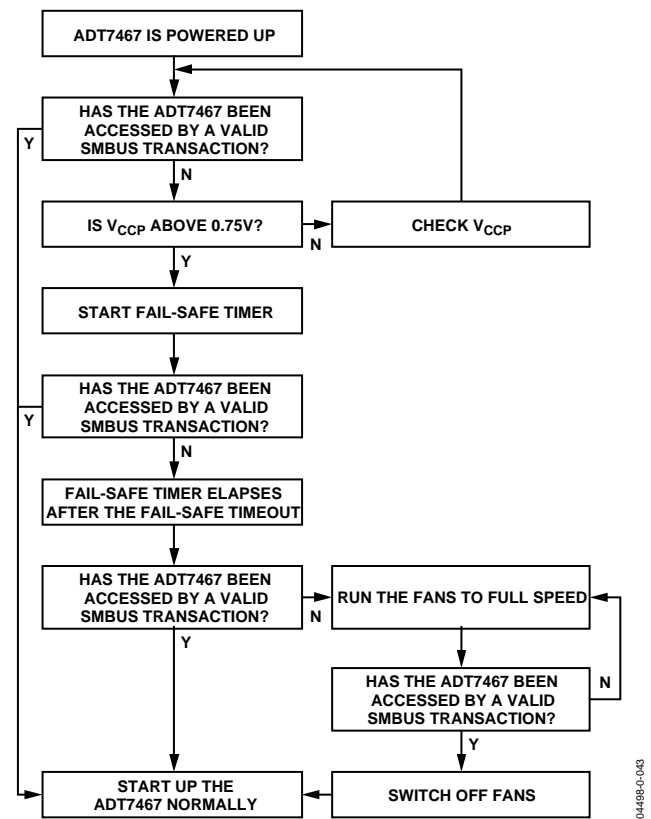 ADT7467 IS POWERED UP
HAS THE ADT7467 BEEN
ACCESSED BY A VALID
SMBUS TRANSACTION?
Y
N
IS VCCP ABOVE 0.75V?
N
CHECK VCCP
Y
START FAIL-SAFE TIMER
HAS THE ADT7467 BEEN
ACCESSED BY A VALID
SMBUS TRANSACTION?
Y
N
FAIL-SAFE TIMER ELAPSES
AFTER THE FAIL-SAFE TIMEOUT
HAS THE ADT7467 BEEN
ACCESSED BY A VALID
SMBUS TRANSACTION?
N
RUN THE FANS TO FULL SPEED
Y
HAS THE ADT7467 BEEN
ACCESSED BY A VALID
SMBUS TRANSACTION?
N
Y
START UP THE
ADT7467 NORMALLY
SWITCH OFF FANS
04498-0-043